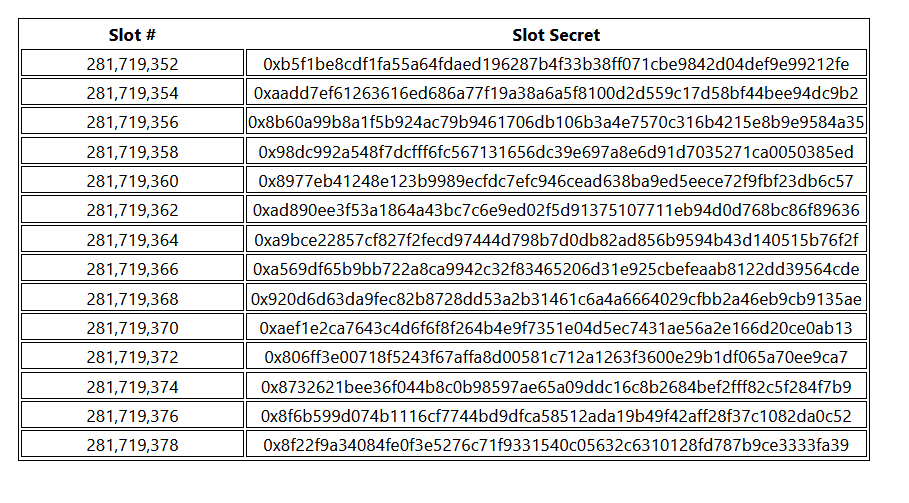 Slot # Slot Secret
281,719,352 0xb5f1be8cdf1fa55a64fdaed196287b4f33b38ff071cbe9842d04def9e99212fe
281,719,354 0xaadd7ef61263616ed686a77f19a38a6a5f8100d2d559c17d58bf44bee94dc9b2
281,719,356 0x8b60a99b8a1f5b924ac79b9461706db106b3a4e7570c316b4215e8b9e9584a35
281,719,358 0x98dc992a548f7dcfff6fc567131656dc39e697a8e6d91d7035271ca0050385ed
281,719,360 0x8977eb41248e123b9989ecfdc7efc946cead638ba9ed5eece72f9fbf23db6c57
281,719,362 0xad890ee3f53a1864a43bc7c6e9ed02f5d91375107711eb94d0d768bc86f89636
281,719,364 0xa9bce22857cf827f2fecd97444d798b7d0db82ad856b9594b43d140515b76f2f
281,719,366 0xa569df65b9bb722a8ca9942c32f83465206d31e925cbefeaab8122dd39564cde
281,719,368 0x920d6d63da9fec82b8728dd53a2b31461c6a4a6664029cfbb2a46eb9cb9135ae
281,719,370 0xaef1e2ca7643c4d6f6f8f264b4e9f7351e04d5ec7431ae56a2e166d20ce0ab13
281,719,372 0x806ff3e00718f5243f67affa8d00581c712a1263f3600e29b1df065a70ee9ca7
281,719,374 0x8732621bee36f044b8c0b98597ae65a09ddc16c8b2684bef2fff82c5f284f7b9
281,719,376 0x8f6b599d074b1116cf7744bd9dfca58512ada19b49f42aff28f37c1082da0c52
281,719,378 0x8f22f9a34084fe0f3e5276c71f9331540c05632c6310128fd787b9ce3333fa39